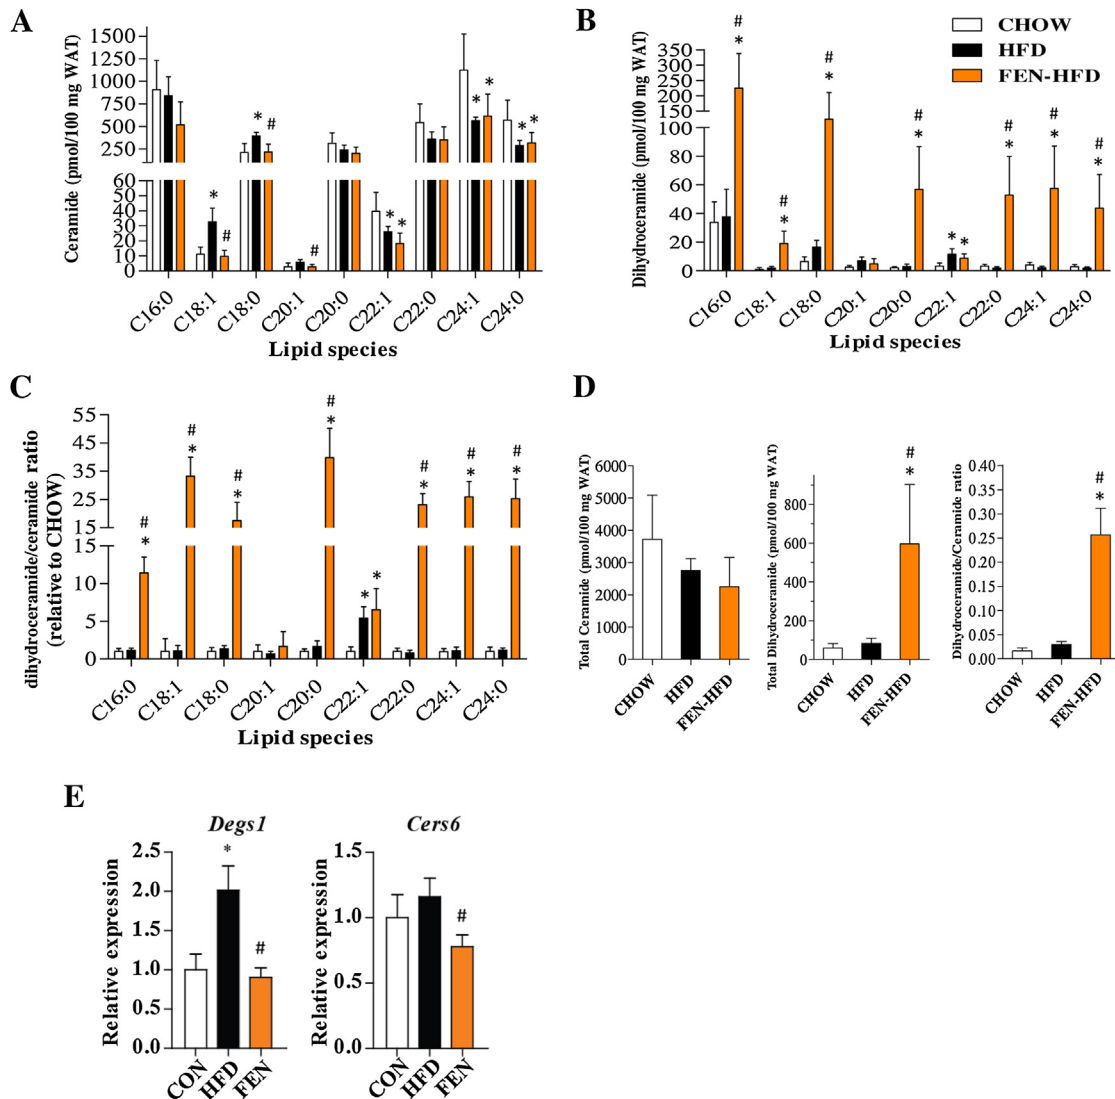 A
Ceramide (pmol/100 mg WAT)
1500
1250
1000
750
500
250
60
50
40
30
20
10
0
* # * # # * * * * * *
C16:0 C18:1 C18:0 C20:1 C20:0 C22:1 C22:0 C24:1 C24:0
Lipid species
B
CHOW
HFD
FEN-HFD
Dihydroceramide (pmol/100 mg WAT)
350
300
250
200
150
100
80
60
40
20
0
# # # # # # # #
* * * * * * * * *
C16:0 C18:1 C18:0 C20:1 C20:0 C22:1 C22:0 C24:1 C24:0
Lipid species
C
dihydroceramide/ceramide ratio
(relative to CHOW)
55
45
35
25
15
15
10
5
0
# # # # # # #
* * * * * * * * *
C16:0 C18:1 C18:0 C20:1 C20:0 C22:1 C22:0 C24:1 C24:0
Lipid species
D
Total Ceramide (pmol/100 mg WAT)
6000
5000
4000
3000
2000
1000
0
CHOW HFD FEN-HFD
Total Dihydroceramide (pmol/100 mg WAT)
800
600
400
200
0
#
*
CHOW HFD FEN-HFD
Dihydroceramide/Ceramide ratio
0.40
0.35
0.30
0.25
0.20
0.15
0.10
0.05
0.00
#
*
CHOW HFD FEN-HFD
E
Degs1
Relative expression
2.5
2.0
1.5
1.0
0.5
0.0
*
#
CON HFD FEN
Cers6
Relative expression
1.5
1.0
0.5
0.0
#
CON HFD FEN